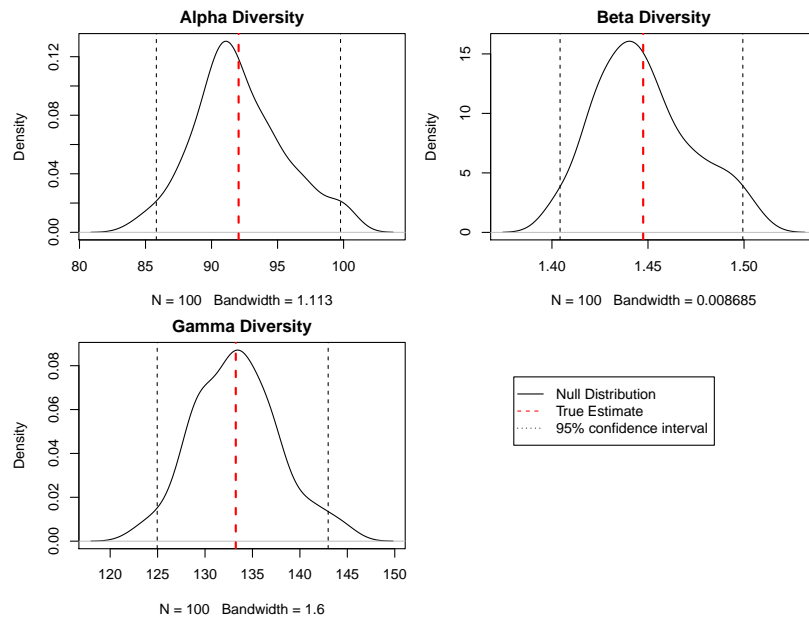 Alpha Diversity
Density
0.00
0.04
0.08
0.12
80 85 90 95 100
N = 100 Bandwidth = 1.113
Beta Diversity
Density
0
5
10
15
1.40 1.45 1.50
N = 100 Bandwidth = 0.008685
Gamma Diversity
Density
0.00
0.02
0.04
0.06
0.08
120 125 130 135 140 145 150
N = 100 Bandwidth = 1.6
Null Distribution
True Estimate
95% confidence interval